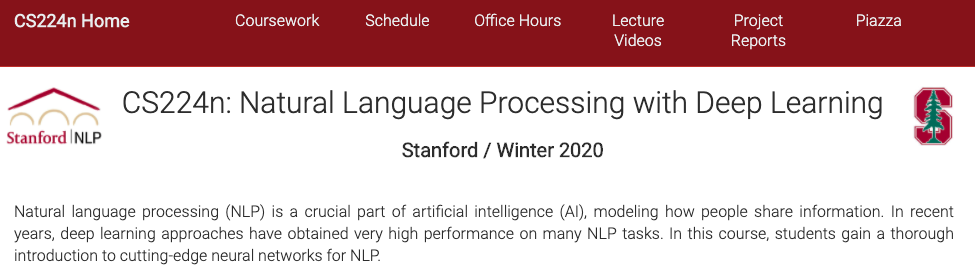 CS224n Home Coursework Schedule Office Hours Lecture Videos Project Reports Piazza
Stanford NLP
CS224n: Natural Language Processing with Deep Learning
S
Stanford / Winter 2020
Natural language processing (NLP) is a crucial part of artificial intelligence (AI), modeling how people share information. In recent
years, deep learning approaches have obtained very high performance on many NLP tasks. In this course, students gain a thorough
introduction to cutting-edge neural networks for NLP.